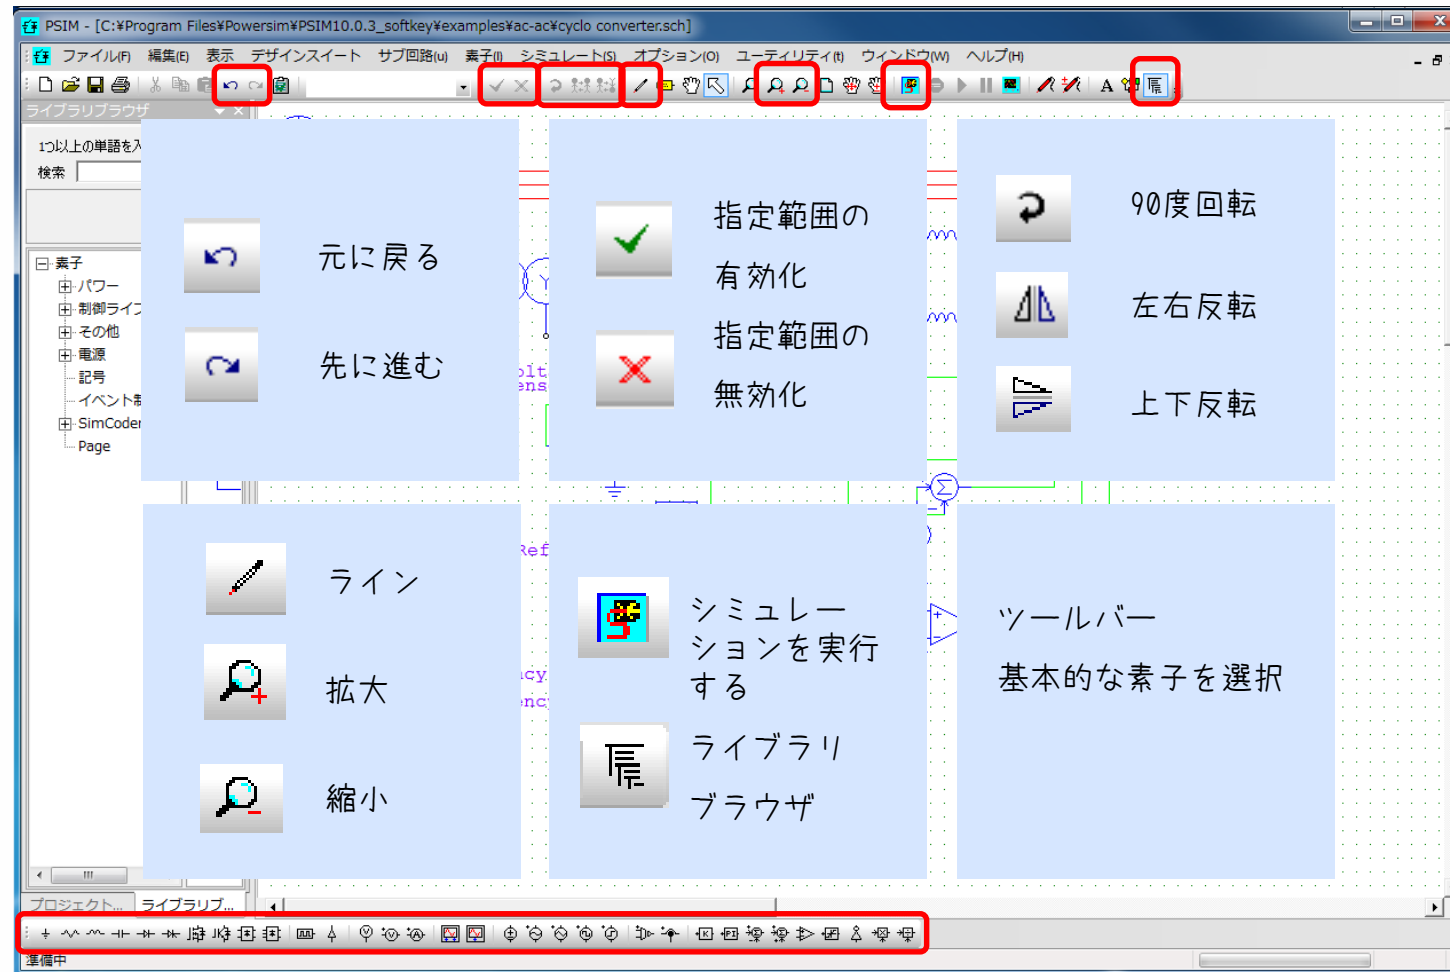 PSIM - [C:¥Program Files¥Powersim¥PSIM10.0.3_softkey¥examples¥ac-ac¥cyclo converter.sch]
ファイル(F) 編集(E) 表示 デザインスイート サブ回路(u) 素子(l) シミュレート(S) オプション(O) ユーティリティ(t) ウィンドウ(W) ヘルプ(H)
ライブラリブラウザ
1つ以上の単語を入
検索
素子
パワー
制御ライブ
その他
電源
記号
イベント制
SimCoder
Page
元に戻る
先に進む
指定範囲の
有効化
指定範囲の
無効化
90度回転
左右反転
上下反転
ライン
拡大
縮小
シミュレー
ションを実行
する
ライブラリ
ブラウザ
ツールバー
基本的な素子を選択
プロジェクト... ライブラリブ...
準備中